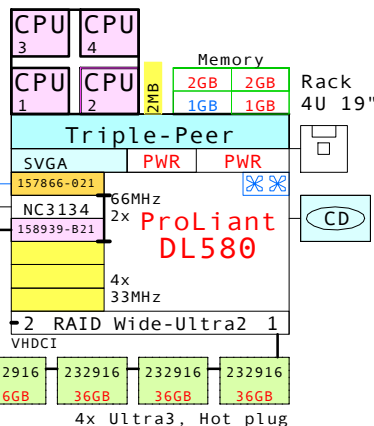 CPU CPU
3 4
Memory
CPU CPU 2MB 2GB 2GB Rack
1 2 1GB 1GB 4U 19"
Triple-Peer
SVGA PWR PWR
157866-021
66MHz
NC3134 2x ProLiant
158939-B21 DL580
4x
33MHz
2 RAID Wide-Ultra2 1
CD
VHDCI
232916 232916 232916
36GB 36GB 36GB
4x Ultra3, Hot plug